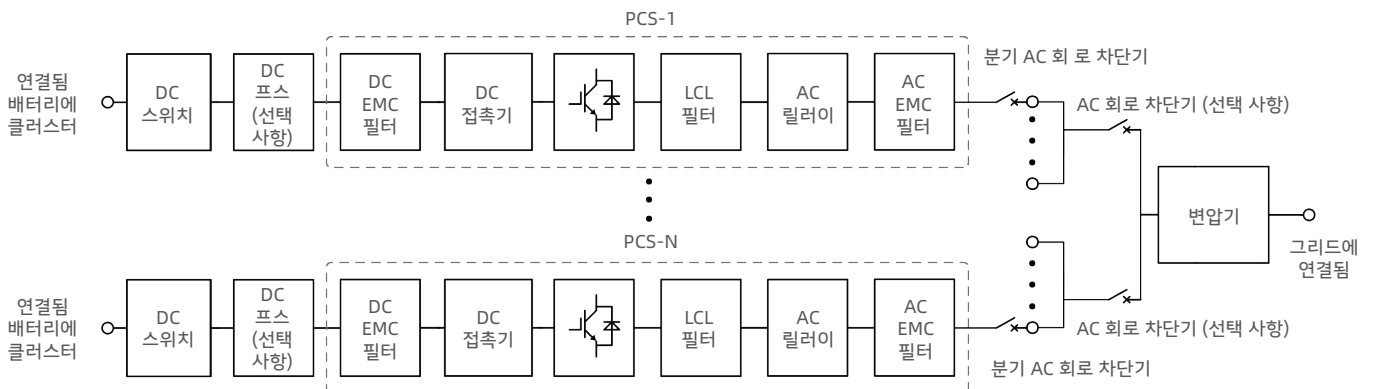 PCS-1
연결됨
배터리에
클러스터
DC
스위치
DC
프스
(선택
사항)
DC
EMC
필터
DC
접촉기
LCL
필터
AC
릴러이
AC
EMC
필터
분기 AC 회 로 차단기
AC 회로 차단기 (선택 사항)
변압기
그리드에
연결됨
PCS-N
연결됨
배터리에
클러스터
DC
스위치
DC
프스
(선택
사항)
DC
EMC
필터
DC
접촉기
LCL
필터
AC
릴러이
AC
EMC
필터
AC 회로 차단기 (선택 사항)
분기 AC 회로 차단기